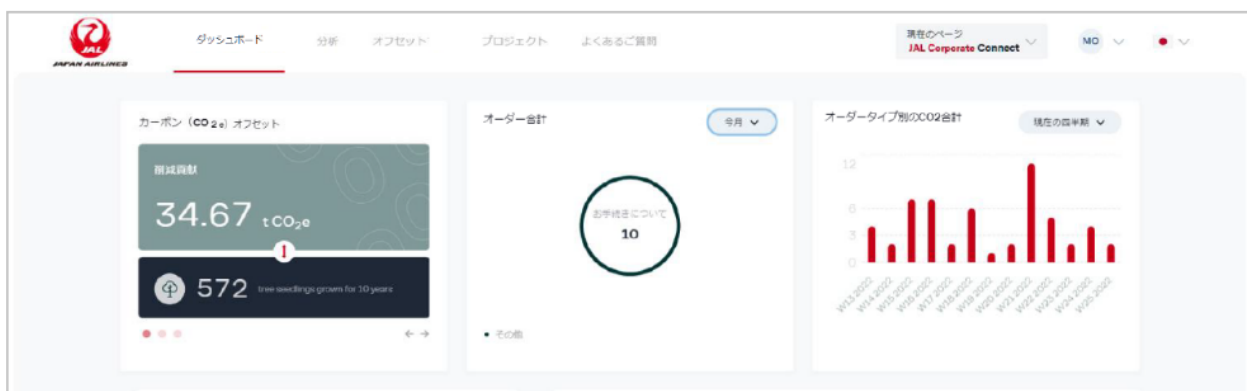 JAL
JAPAN AIRLINES
ダッシュボード
分析
オフセット
プロジェクト
よくあるご質問
現在のページ
JAL Corporate Connect
MO
カーボン（CO2e）オフセット
削減貢献
34.67 tCO2e
572 tree seedlings grown for 10 years
オーダー合計
今月
お手続きについて
10
その他
オーダータイプ別のCO2合計
現在の四半期
12
6
3
0
W13 2022
W14 2022
W15 2022
W16 2022
W17 2022
W18 2022
W19 2022
W20 2022
W21 2022
W22 2022
W23 2022
W24 2022
W25 2022